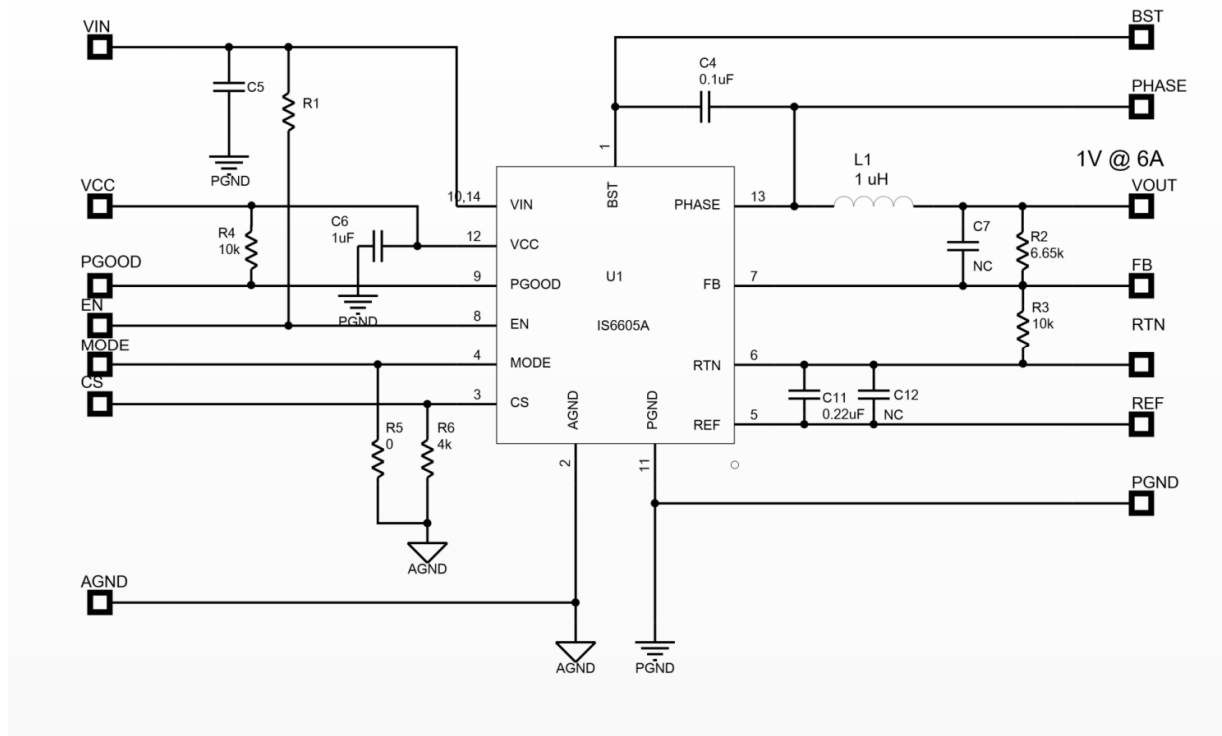 VIN
BST
C4
0.1uF
C5
R1
PHASE
1
PGND
L1
1 uH
1V @ 6A
VCC
10,14
VIN
BST
PHASE
13
VOUT
R4
10k
C6
1uF
12
VCC
C7
NC
R2
6.65k
PGOOD
9
PGOOD
U1
FB
7
FB
EN
PGND
8
EN
IS6605A
R3
10k
RTN
MODE
4
MODE
RTN
6
CS
3
CS
AGND
PGND
C11
0.22uF
C12
NC
REF
R5
0
R6
4k
REF
5
2
11
PGND
AGND
AGND
AGND
PGND